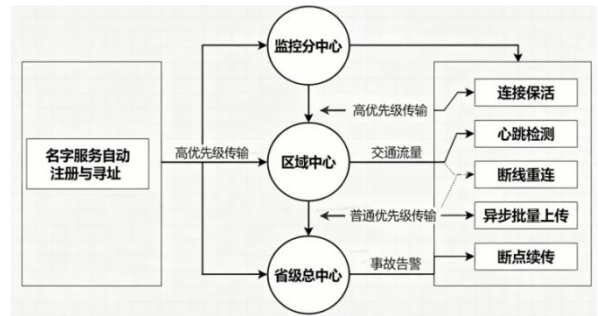 监控分中心
连接保活
高优先级传输
心跳检测
名字服务自动
注册与寻址
高优先级传输
区域中心
交通流量
断线重连
普通优先级传输
异步批量上传
事故告警
断点续传
省级总中心